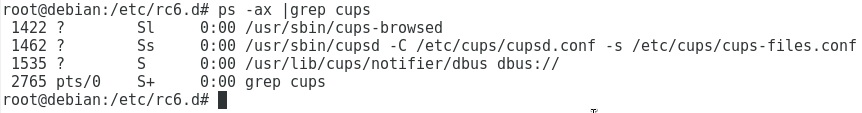 root@debian:/etc/rc6.d# ps -ax |grep cups
 1422 ?        Sl     0:00 /usr/sbin/cups-browsed
 1462 ?        Ss     0:00 /usr/sbin/cupsd -C /etc/cups/cupsd.conf -s /etc/cups/cups-files.conf
 1535 ?        S      0:00 /usr/lib/cups/notifier/dbus dbus://
 2765 pts/0    S+     0:00 grep cups
root@debian:/etc/rc6.d#